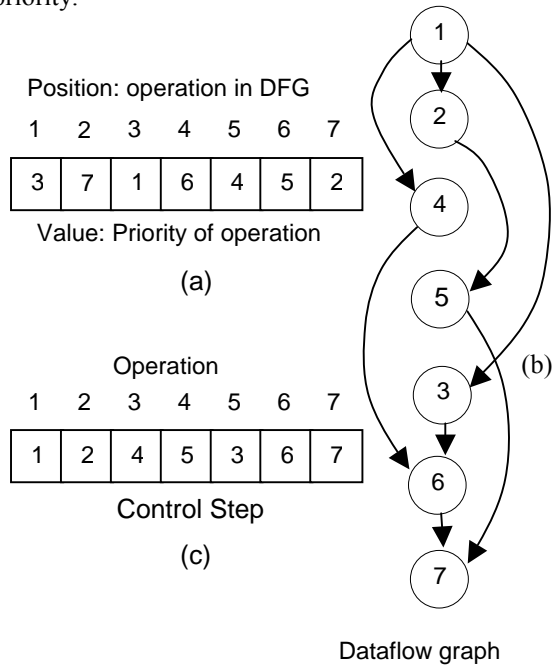 priority.
Position: operation in DFG
1 2 3 4 5 6 7
3 7 1 6 4 5 2
Value: Priority of operation
(a)
Operation
1 2 3 4 5 6 7
1 2 4 5 3 6 7
Control Step
(c)
1
2
4
5
3
6
7
(b)
Dataflow graph